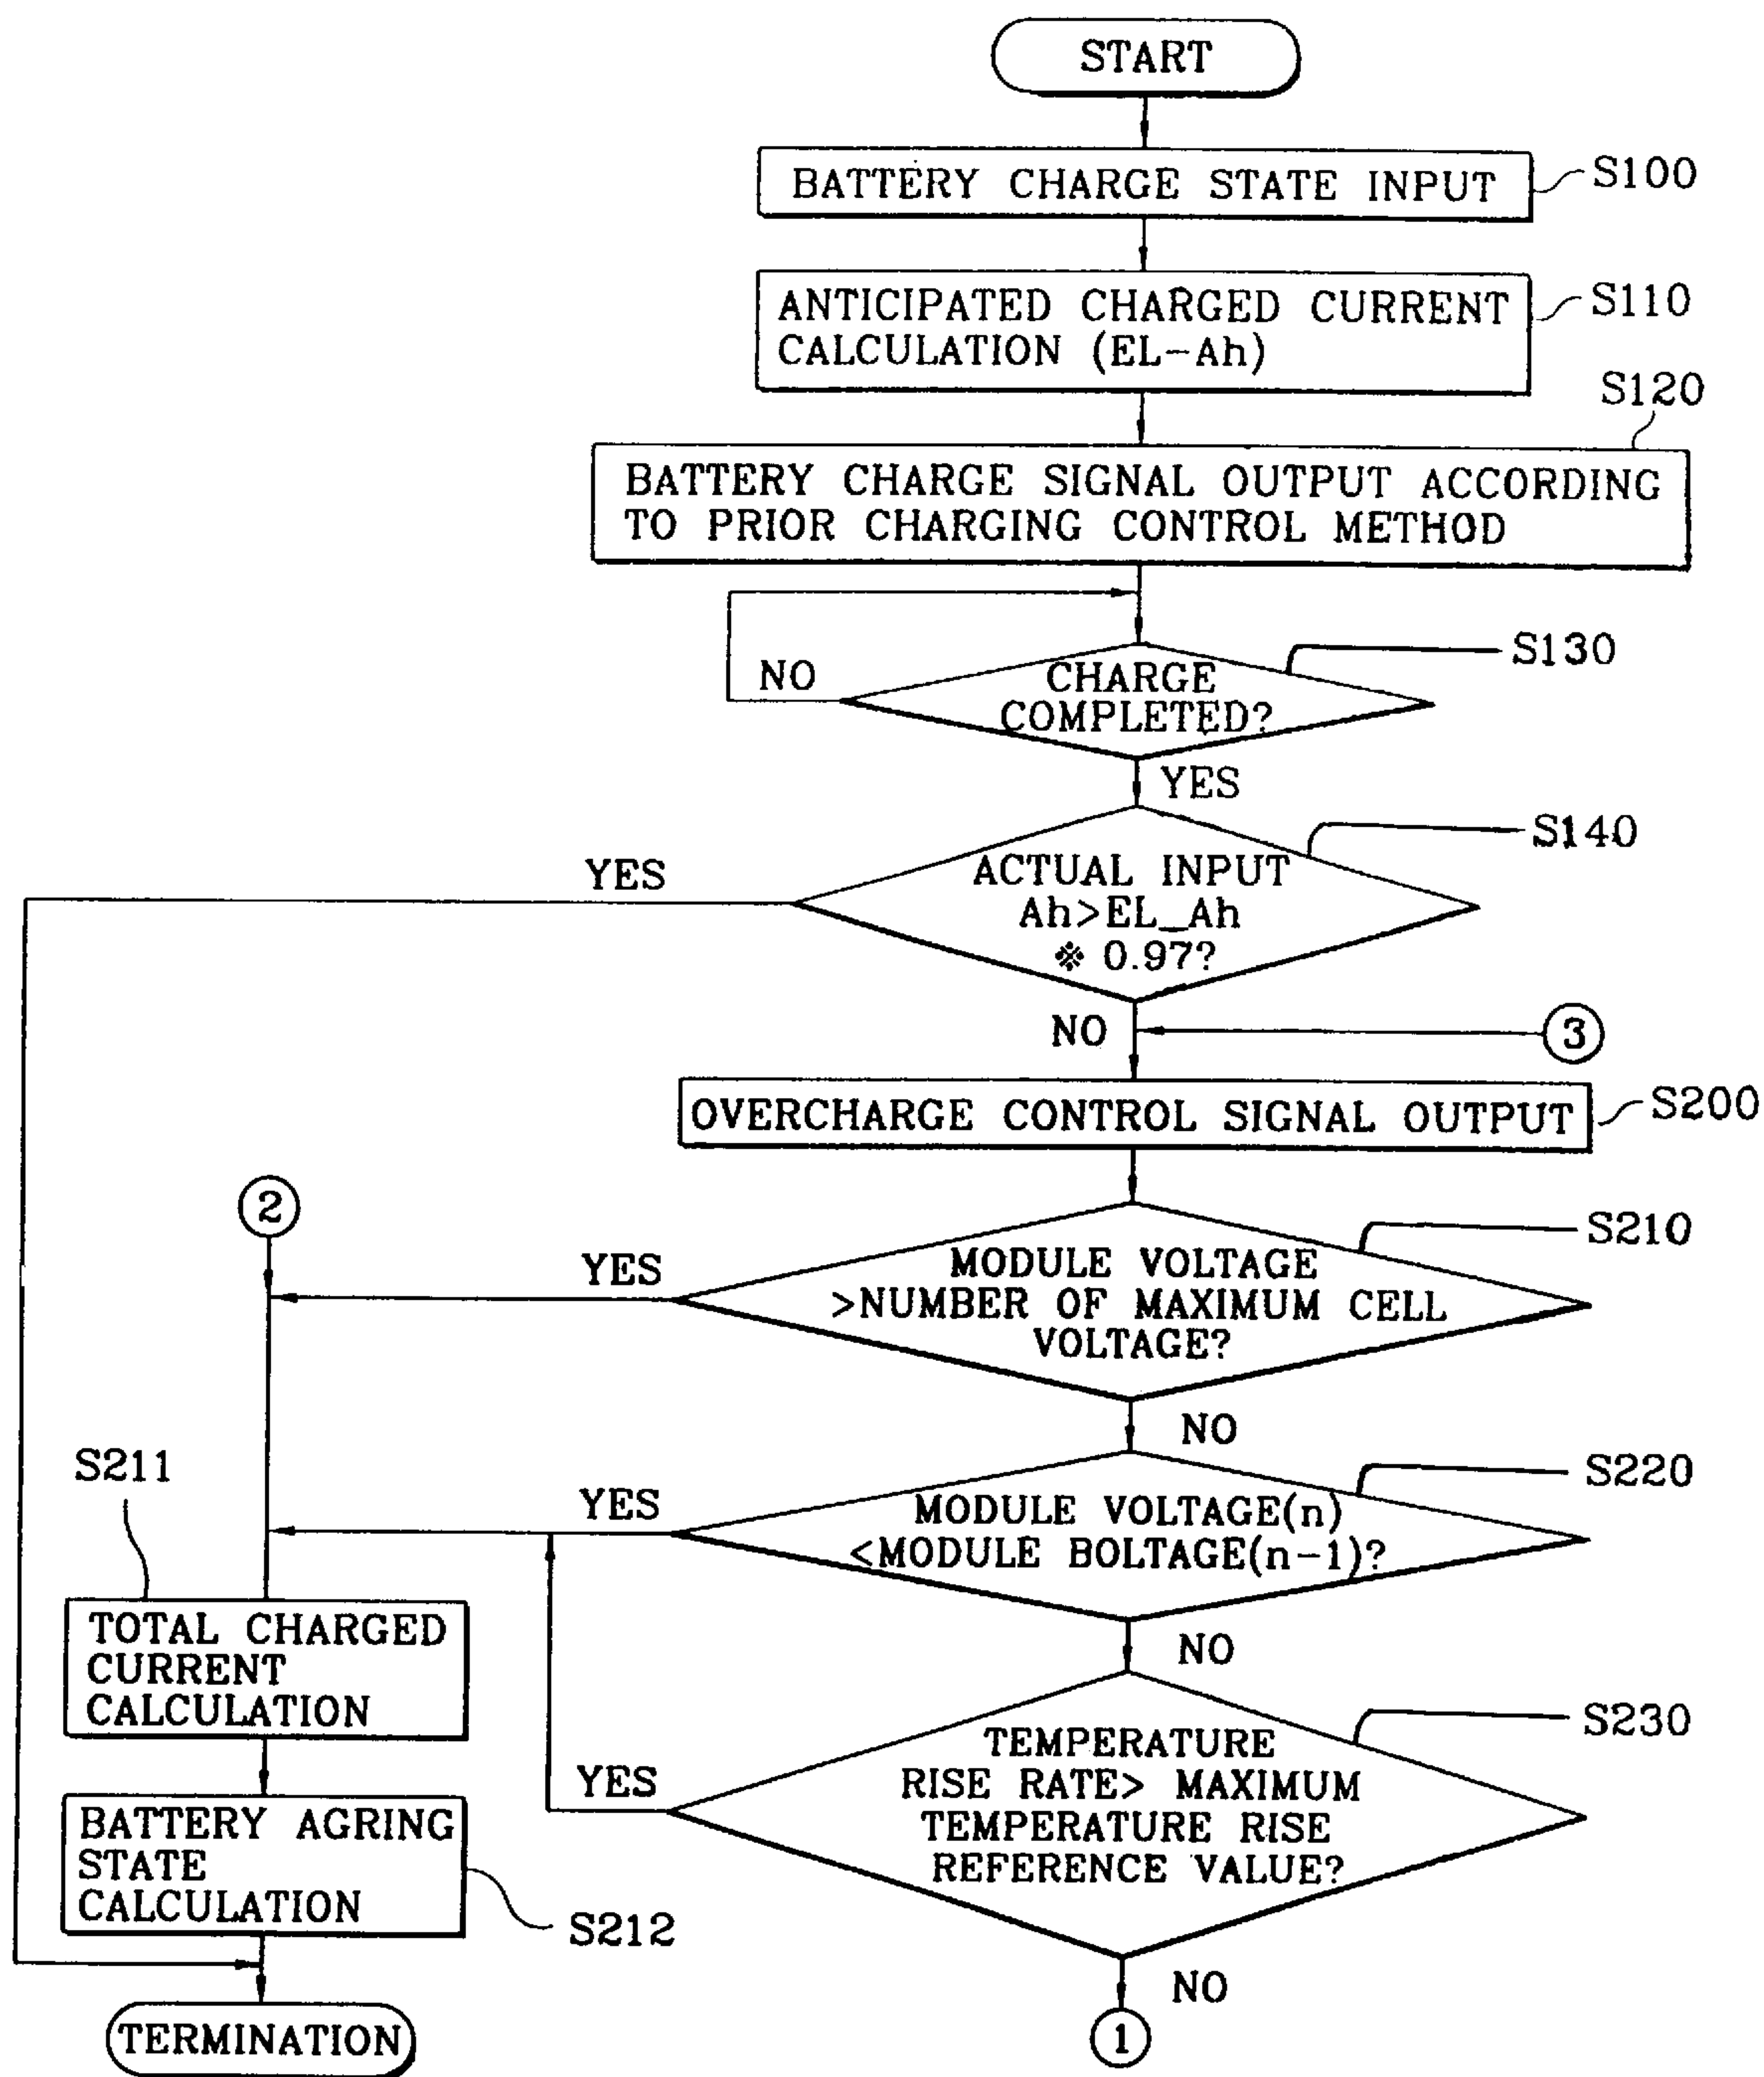 START
BATTERY CHARGE STATE INPUT
S100
ANTICIPATED CHARGED CURRENT
CALCULATION (EL-Ah)
S110
S120
BATTERY CHARGE SIGNAL OUTPUT ACCORDING
TO PRIOR CHARGING CONTROL METHOD
S130
NO
CHARGE
COMPLETED?
YES
S140
YES
ACTUAL INPUT
Ah>EL_Ah
※ 0.97?
NO
3
OVERCHARGE CONTROL SIGNAL OUTPUT
S200
2
S210
YES
MODULE VOLTAGE
>NUMBER OF MAXIMUM CELL
VOLTAGE?
NO
S211
S220
YES
MODULE VOLTAGE(n)
<MODULE BOLTAGE(n-1)?
TOTAL CHARGED
CURRENT
CALCULATION
NO
S230
YES
TEMPERATURE
RISE RATE> MAXIMUM
TEMPERATURE RISE
REFERENCE VALUE?
BATTERY AGRING
STATE
CALCULATION
S212
NO
TERMINATION
1